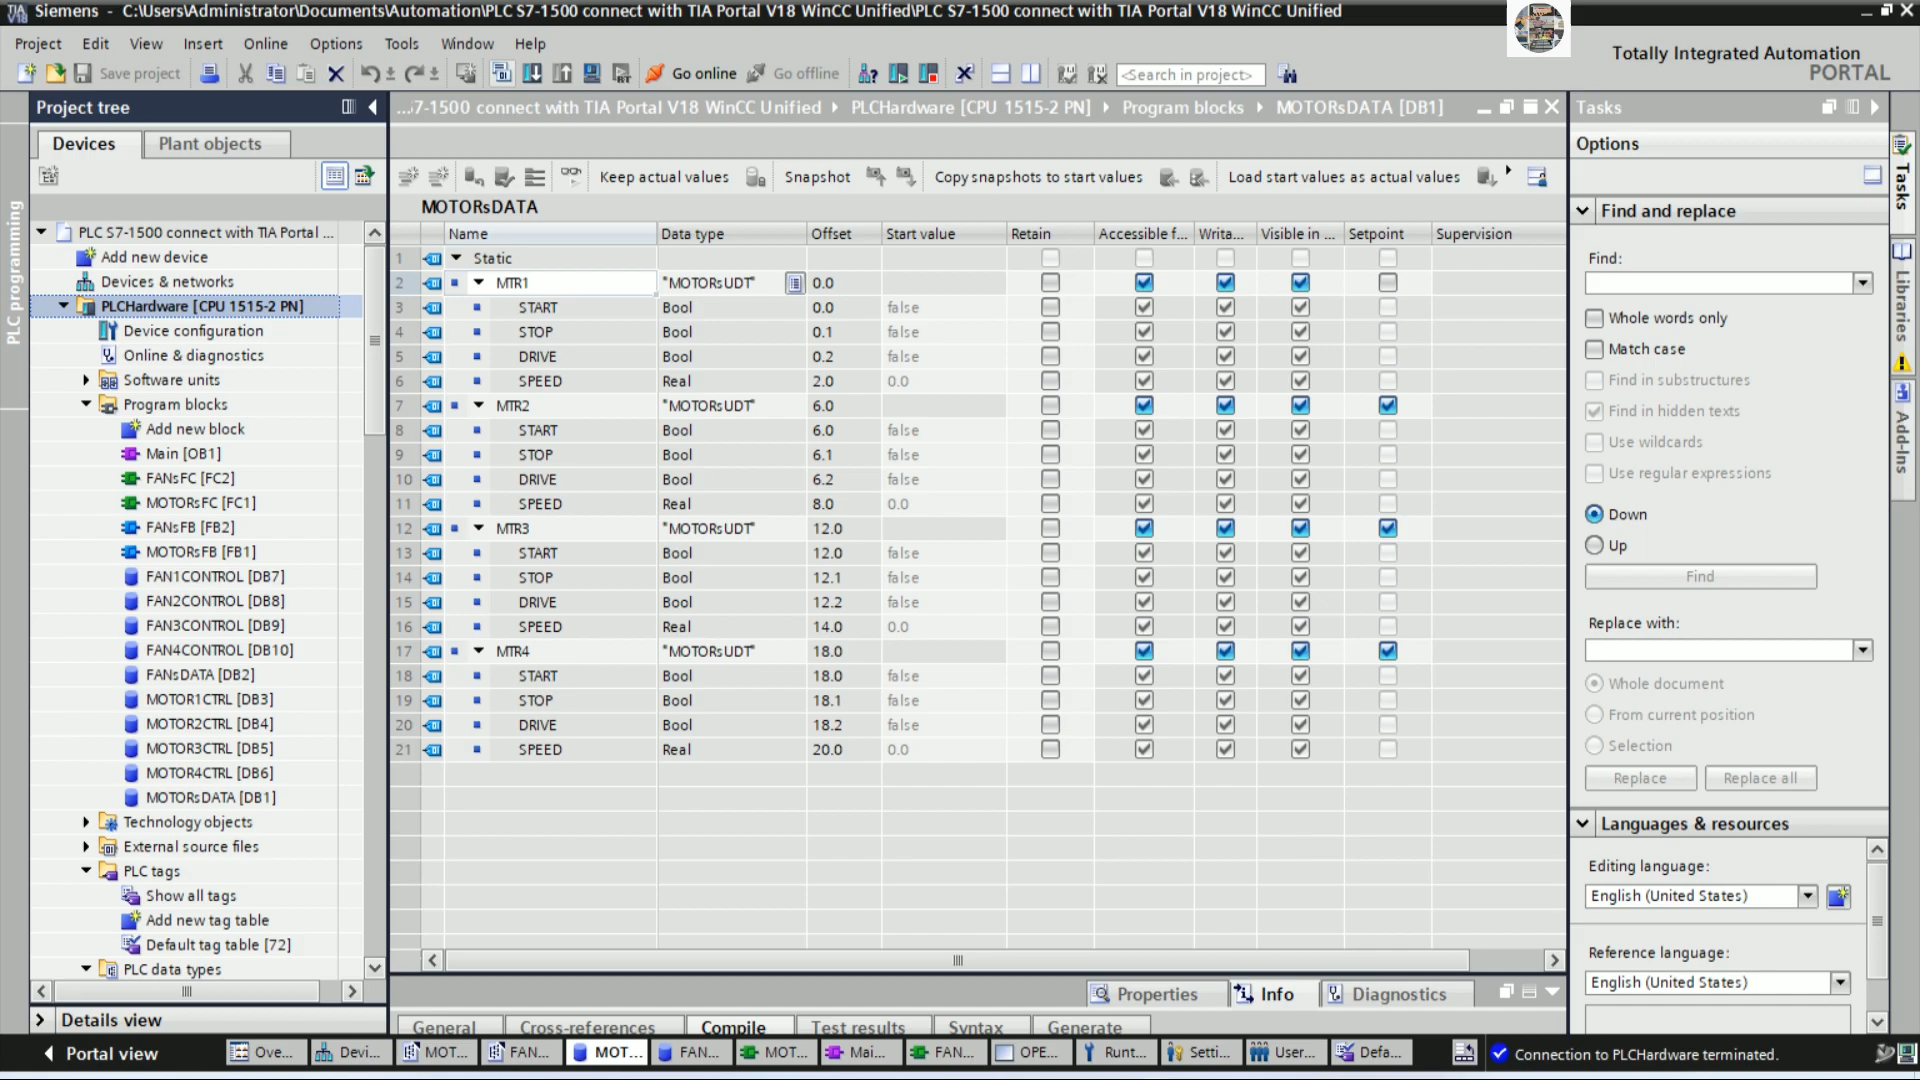 Siemens - C:\Users\Administrator\Documents\Automation\PLC S7-1500 connect with TIA Portal V18 WinCC Unified\PLC S7-1500 connect with TIA Portal V18 WinCC Unified
Project Edit View Insert Online Options Tools Window Help
Totally Integrated Automation
PORTAL
Save project Go online Go offline <Search in project>
Project tree
...i7-1500 connect with TIA Portal V18 WinCC Unified PLCHardware [CPU 1515-2 PN] Program blocks MOTORsDATA [DB1]
Tasks
Devices Plant objects
Options
Keep actual values Snapshot Copy snapshots to start values Load start values as actual values
MOTORsDATA
Name Data type Offset Start value Retain Accessible f... Writa... Visible in ... Setpoint Supervision
1 Static
2 MTR1 "MOTORsUDT" 0.0
3 START Bool 0.0 false
4 STOP Bool 0.1 false
5 DRIVE Bool 0.2 false
6 SPEED Real 2.0 0.0
7 MTR2 "MOTORsUDT" 6.0
8 START Bool 6.0 false
9 STOP Bool 6.1 false
10 DRIVE Bool 6.2 false
11 SPEED Real 8.0 0.0
12 MTR3 "MOTORsUDT" 12.0
13 START Bool 12.0 false
14 STOP Bool 12.1 false
15 DRIVE Bool 12.2 false
16 SPEED Real 14.0 0.0
17 MTR4 "MOTORsUDT" 18.0
18 START Bool 18.0 false
19 STOP Bool 18.1 false
20 DRIVE Bool 18.2 false
21 SPEED Real 20.0 0.0
PLC programming
PLC S7-1500 connect with TIA Portal ...
Add new device
Devices & networks
PLCHardware [CPU 1515-2 PN]
Device configuration
Online & diagnostics
Software units
Program blocks
Add new block
Main [OB1]
FANsFC [FC2]
MOTORsFC [FC1]
FANsFB [FB2]
MOTORsFB [FB1]
FAN1CONTROL [DB7]
FAN2CONTROL [DB8]
FAN3CONTROL [DB9]
FAN4CONTROL [DB10]
FANsDATA [DB2]
MOTOR1CTRL [DB3]
MOTOR2CTRL [DB4]
MOTOR3CTRL [DB5]
MOTOR4CTRL [DB6]
MOTORsDATA [DB1]
Technology objects
External source files
PLC tags
Show all tags
Add new tag table
Default tag table [72]
PLC data types
Details view
Find and replace
Find:
Whole words only
Match case
Find in substructures
Find in hidden texts
Use wildcards
Use regular expressions
Down
Up
Find
Replace with:
Whole document
From current position
Selection
Replace Replace all
Languages & resources
Editing language:
English (United States)
Reference language:
English (United States)
Tasks
Libraries
Add-Ins
Properties Info Diagnostics
General Cross-references Compile Test results Syntax Generate
Portal view Ove... Devi... MOT... FAN... MOT... FAN... MOT... Mai... FAN... OPE... Runt... Setti... User... Defa... Connection to PLCHardware terminated.